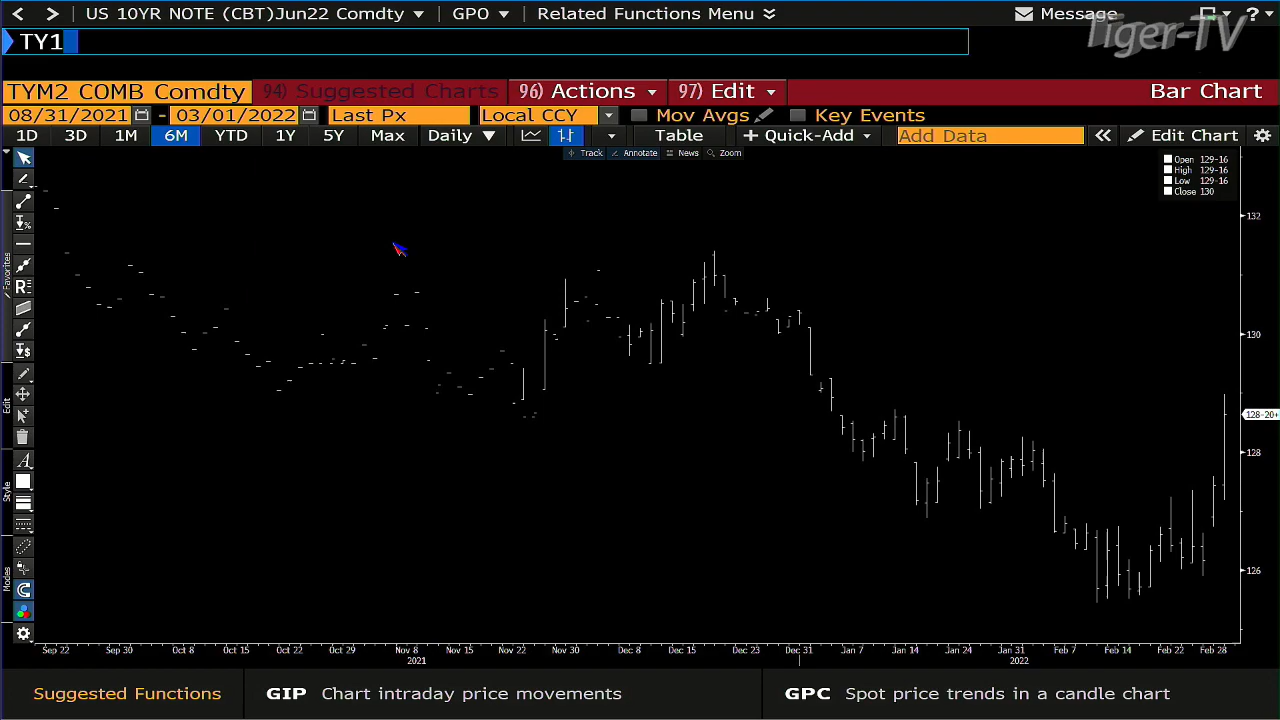 US 10YR NOTE (CBT)Jun22 Comdty GPO Related Functions Menu Message ?
Tiger-TV
TY1
TYM2 COMB Comdty 94) Suggested Charts 96) Actions 97) Edit Bar Chart
08/31/2021 - 03/01/2022 Last Px Local CCY Mov Avgs Key Events
1D 3D 1M 6M YTD 1Y 5Y Max Daily Table + Quick-Add Add Data « Edit Chart
Track Annotate News Zoom
Open 129-16
High 129-16
Low 129-16
Close 130
132
130
128-20+
128
126
Favorites
Edit
Style
Modes
Sep 22 Sep 30 Oct 8 Oct 15 Oct 22 Oct 29 Nov 8 Nov 15 Nov 22 Nov 30 Dec 8 Dec 15 Dec 23 Dec 31 Jan 7 Jan 14 Jan 24 Jan 31 Feb 7 Feb 14 Feb 22 Feb 28
2021 2022
Suggested Functions GIP Chart intraday price movements GPC Spot price trends in a candle chart